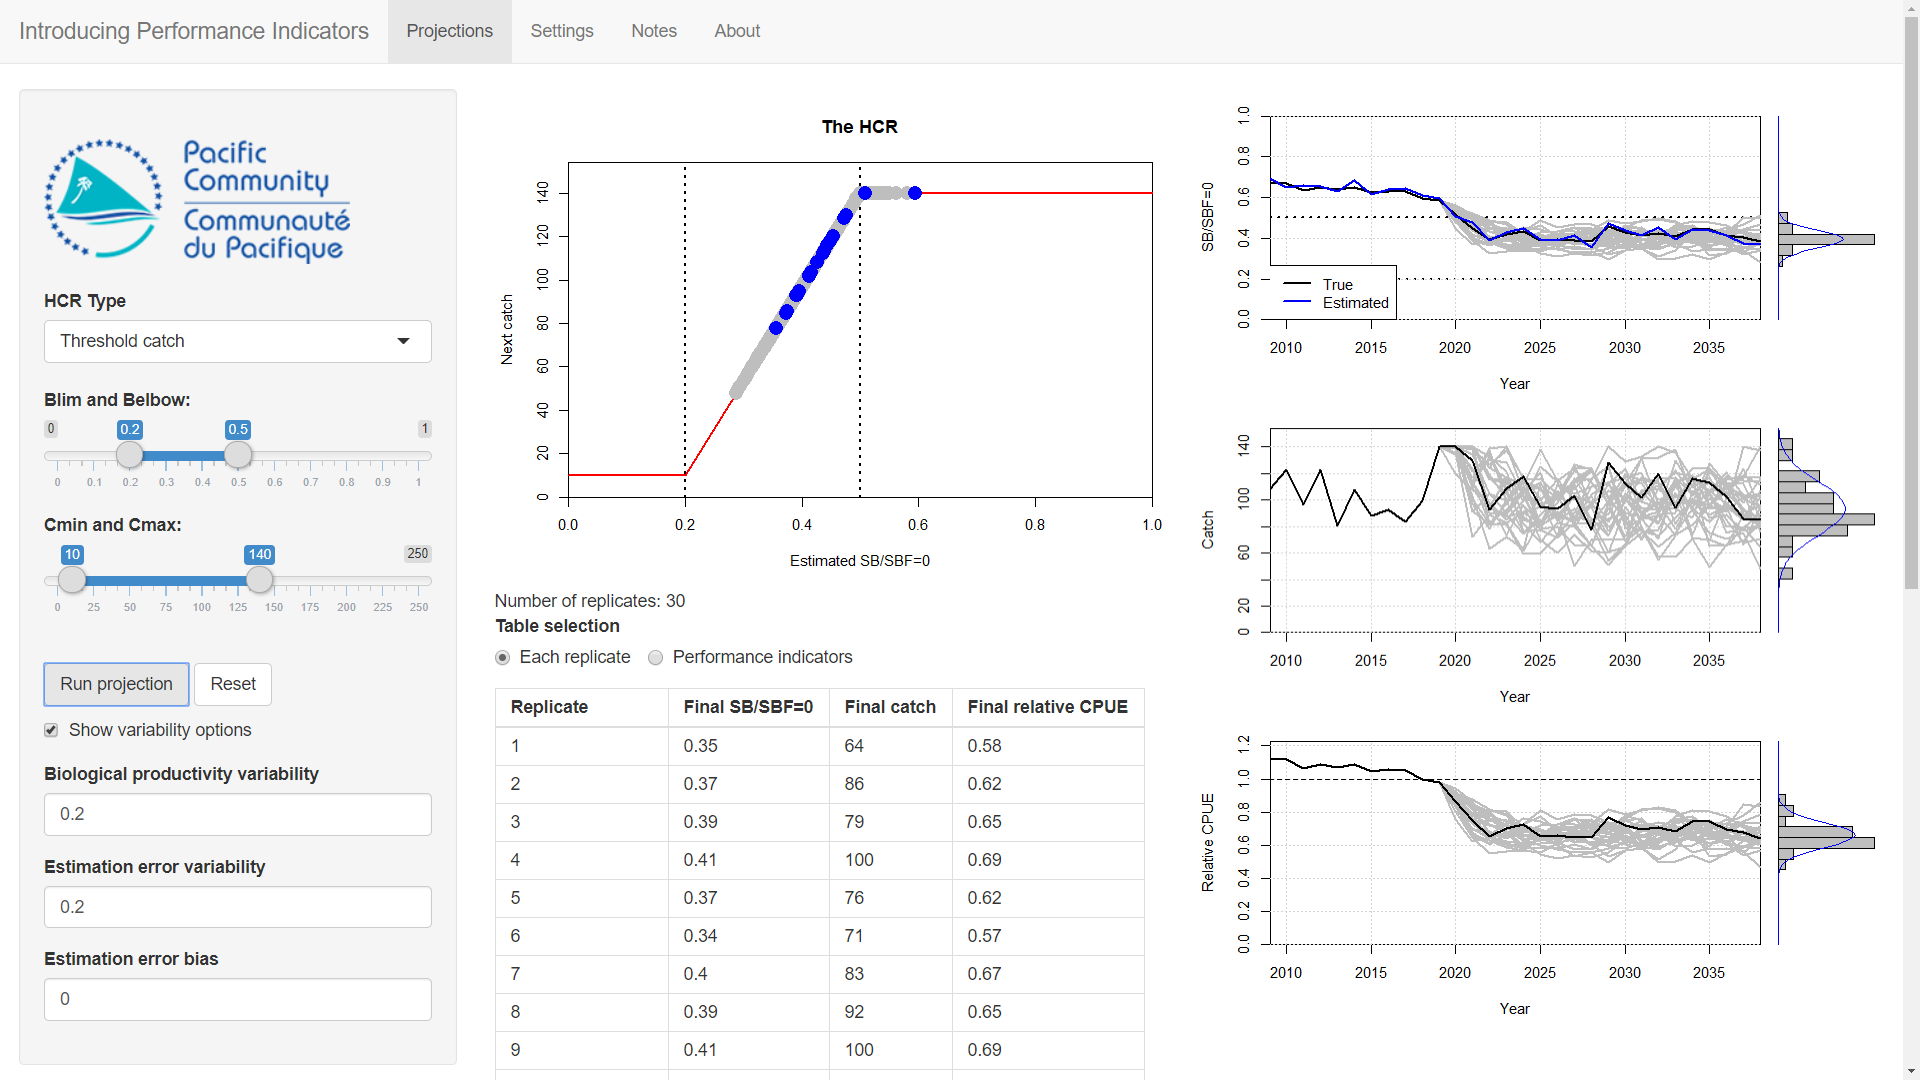 Introducing Performance Indicators
Projections
Settings
Notes
About
Pacific
Community
Communauté
du Pacifique
HCR Type
Threshold catch
Blim and Belbow:
0 0.2 0.5 1
0 0.1 0.2 0.3 0.4 0.5 0.6 0.7 0.8 0.9 1
Cmin and Cmax:
10 140 250
0 25 50 75 100 125 150 175 200 225 250
Run projection
Reset
Show variability options
Biological productivity variability
0.2
Estimation error variability
0.2
Estimation error bias
0
The HCR
Next catch
0 20 40 60 80 100 120 140
0.0 0.2 0.4 0.6 0.8 1.0
Estimated SB/SBF=0
Number of replicates: 30
Table selection
Each replicate Performance indicators
Replicate Final SB/SBF=0 Final catch Final relative CPUE
1 0.35 64 0.58
2 0.37 86 0.62
3 0.39 79 0.65
4 0.41 100 0.69
5 0.37 76 0.62
6 0.34 71 0.57
7 0.4 83 0.67
8 0.39 92 0.65
9 0.41 100 0.69
SB/SBF=0
0.0 0.2 0.4 0.6 0.8 1.0
True
Estimated
2010 2015 2020 2025 2030 2035
Year
Catch
0 20 60 100 140
2010 2015 2020 2025 2030 2035
Year
Relative CPUE
0.0 0.2 0.4 0.6 0.8 1.0 1.2
2010 2015 2020 2025 2030 2035
Year